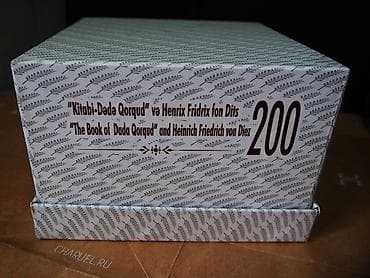 "Kitabi-Dədə Qorqud" və Henrix Fridrix fon Dits
"The Book of Dada Qorqud" and Heinrich Friedrich von Diez
200
CHARUEL.RU